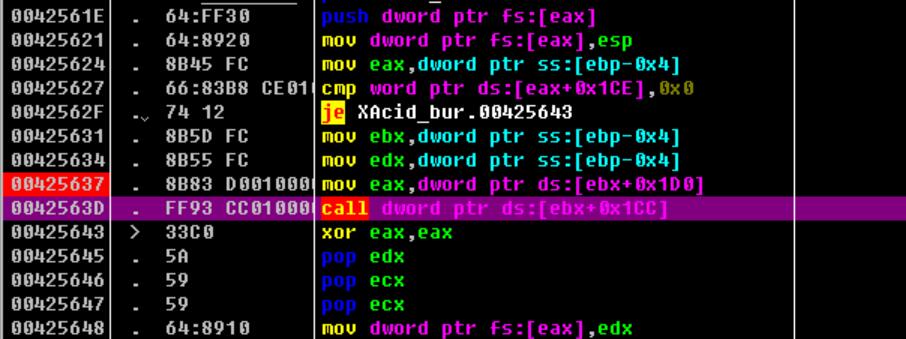 0042561E . 64:FF30 push dword ptr fs:[eax]
00425621 . 64:8920 mov dword ptr fs:[eax],esp
00425624 . 8B45 FC mov eax,dword ptr ss:[ebp-0x4]
00425627 . 66:83B8 CE01 cmp word ptr ds:[eax+0x1CE],0x0
0042562F . 74 12 je XAcid_bur.00425643
00425631 . 8B5D FC mov ebx,dword ptr ss:[ebp-0x4]
00425634 . 8B55 FC mov edx,dword ptr ss:[ebp-0x4]
00425637 . 8B83 D001000 mov eax,dword ptr ds:[ebx+0x1D0]
0042563D . FF93 CC01000 call dword ptr ds:[ebx+0x1CC]
00425643 > 33C0 xor eax,eax
00425645 . 5A pop edx
00425646 . 59 pop ecx
00425647 . 59 pop ecx
00425648 . 64:8910 mov dword ptr fs:[eax],edx